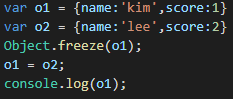 var o1 = {name:'kim',score:1}
var o2 = {name:'lee',score:2}
Object.freeze(o1);
o1 = o2;
console.log(o1);